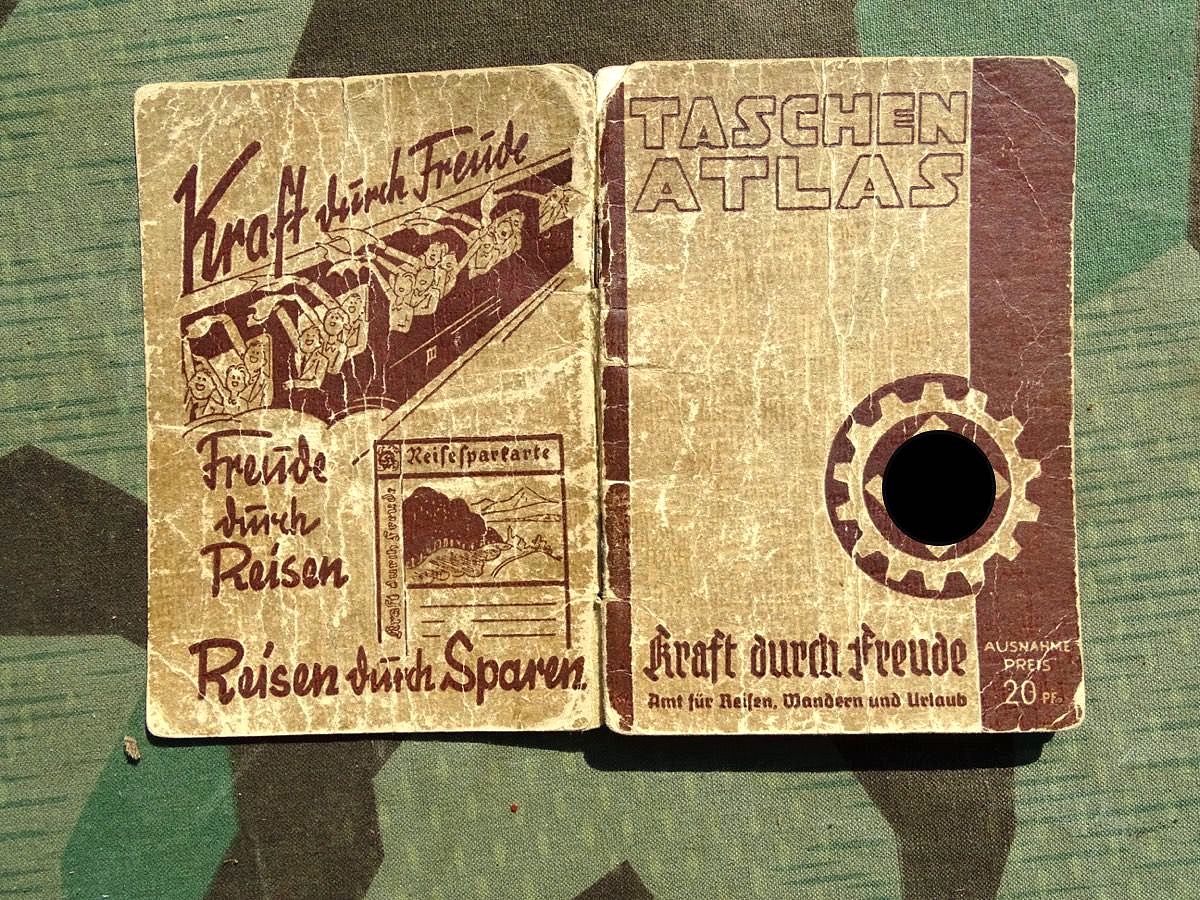 Kraft durch Freude
Freude
durch
Reisen
Reisesparkarte
Kraft durch Freude
Reisen durch Sparen.
TASCHEN
ATLAS
Kraft durch Freude
Amt für Reisen, Wandern und Urlaub
AUSNAHME
PREIS
20 PF.